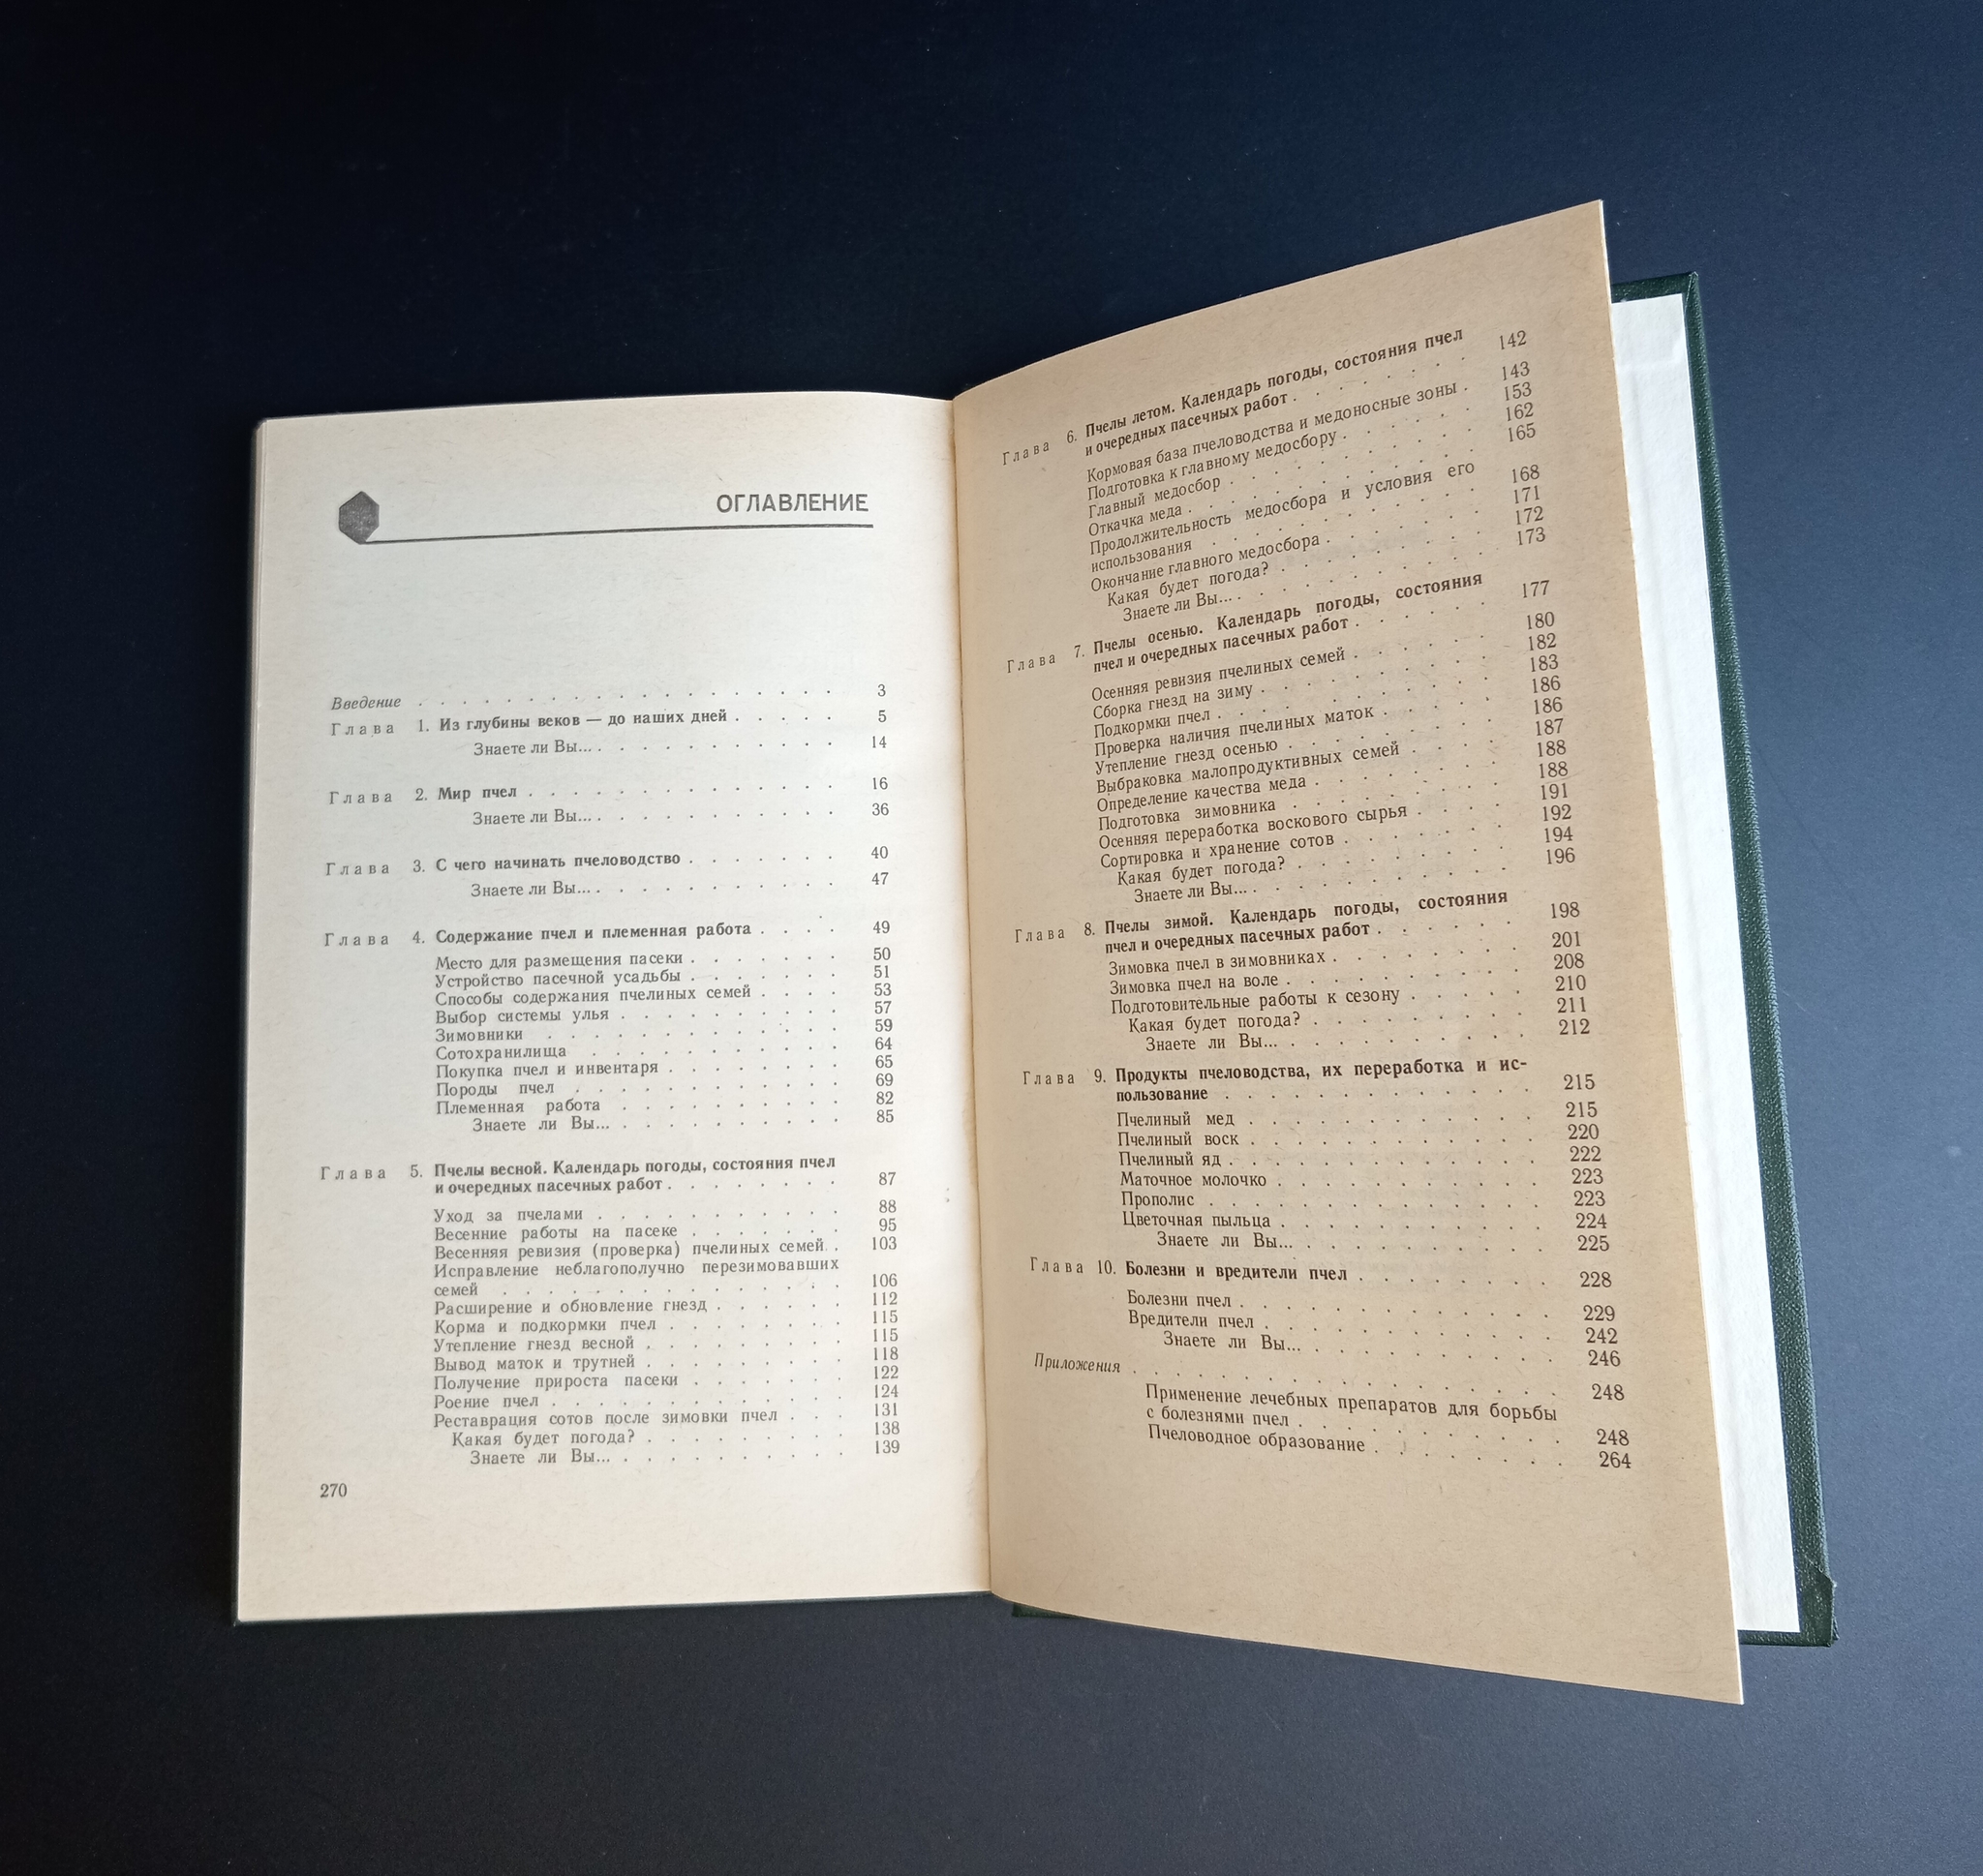 ОГЛАВЛЕНИЕ
Введение . . . . . . . . . . . . . . . . 3
Глава 1. Из глубины веков — до наших дней . . . . . 5
Знаете ли Вы... . . . . . . . . . . . 14
Глава 2. Мир пчел . . . . . . . . . . . . . 16
Знаете ли Вы... . . . . . . . . . . . 36
Глава 3. С чего начинать пчеловодство . . . . . . . 40
Знаете ли Вы... . . . . . . . . . . . 47
Глава 4. Содержание пчел и племенная работа . . . . 49
Место для размещения пасеки . . . . . . . 50
Устройство пасечной усадьбы . . . . . . . 51
Способы содержания пчелиных семей . . . . 53
Выбор системы улья . . . . . . . . . 57
Зимовники . . . . . . . . . . . 59
Сотохранилища . . . . . . . . . . 64
Покупка пчел и инвентаря . . . . . . . . 65
Породы пчел . . . . . . . . . . . 69
Племенная работа . . . . . . . . . 82
Знаете ли Вы... . . . . . . . . . . 85
Глава 5. Пчелы весной. Календарь погоды, состояния пчел
и очередных пасечных работ . . . . . . . . 87
Уход за пчелами . . . . . . . . . . 88
Весенние работы на пасеке . . . . . . . 95
Весенняя ревизия (проверка) пчелиных семей . . 103
Исправление неблагополучно перезимовавших
семей . . . . . . . . . . . . . 106
Расширение и обновление гнезд . . . . . . 112
Корма и подкормки пчел . . . . . . . . 115
Утепление гнезд весной . . . . . . . . 115
Вывод маток и трутней . . . . . . . . 118
Получение прироста пасеки . . . . . . . 122
Роение пчел . . . . . . . . . . . 124
Реставрация сотов после зимовки пчел . . . 131
Какая будет погода? . . . . . . . . 138
Знаете ли Вы... . . . . . . . . . 139
270
Глава 6. Пчелы летом. Календарь погоды, состояния пчел
и очередных пасечных работ . . . . . . . . 142
Кормовая база пчеловодства и медоносные зоны . 143
Подготовка к главному медосбору . . . . . . 153
Главный медосбор . . . . . . . . . 162
Откачка меда . . . . . . . . . . . 165
Продолжительность медосбора и условия его
использования . . . . . . . . . . 168
Окончание главного медосбора . . . . . . . 171
Какая будет погода? . . . . . . . . 172
Знаете ли Вы... . . . . . . . . . . 173
Глава 7. Пчелы осенью. Календарь погоды, состояния
пчел и очередных пасечных работ . . . . . . 177
Осенняя ревизия пчелиных семей . . . . . . 180
Сборка гнезд на зиму . . . . . . . . . 182
Подкормки пчел . . . . . . . . . . 183
Проверка наличия пчелиных маток . . . . . 186
Утепление гнезд осенью . . . . . . . . 186
Выбраковка малопродуктивных семей . . . . 187
Определение качества меда . . . . . . . 188
Подготовка зимовника . . . . . . . . 188
Осенняя переработка воскового сырья . . . . 191
Сортировка и хранение сотов . . . . . . . 192
Какая будет погода? . . . . . . . . 194
Знаете ли Вы... . . . . . . . . . . 196
Глава 8. Пчелы зимой. Календарь погоды, состояния
пчел и очередных пасечных работ . . . . . . 198
Зимовка пчел в зимовниках . . . . . . . . 201
Зимовка пчел на воле . . . . . . . . . 208
Подготовительные работы к сезону . . . . . 210
Какая будет погода? . . . . . . . . 211
Знаете ли Вы... . . . . . . . . . . 212
Глава 9. Продукты пчеловодства, их переработка и ис-
пользование . . . . . . . . . . . . 215
Пчелиный мед . . . . . . . . . . . 215
Пчелиный воск . . . . . . . . . . . 220
Пчелиный яд . . . . . . . . . . . . 222
Маточное молочко . . . . . . . . . . 223
Прополис . . . . . . . . . . . . . 223
Цветочная пыльца . . . . . . . . . . 224
Знаете ли Вы... . . . . . . . . . 225
Глава 10. Болезни и вредители пчел . . . . . . . . 228
Болезни пчел . . . . . . . . . . . . 229
Вредители пчел . . . . . . . . . . . 242
Знаете ли Вы... . . . . . . . . . 246
Приложения . . . . . . . . . . . . . . . 248
Применение лечебных препаратов для борьбы
с болезнями пчел . . . . . . . . . . 248
Пчеловодное образование . . . . . . . . 264